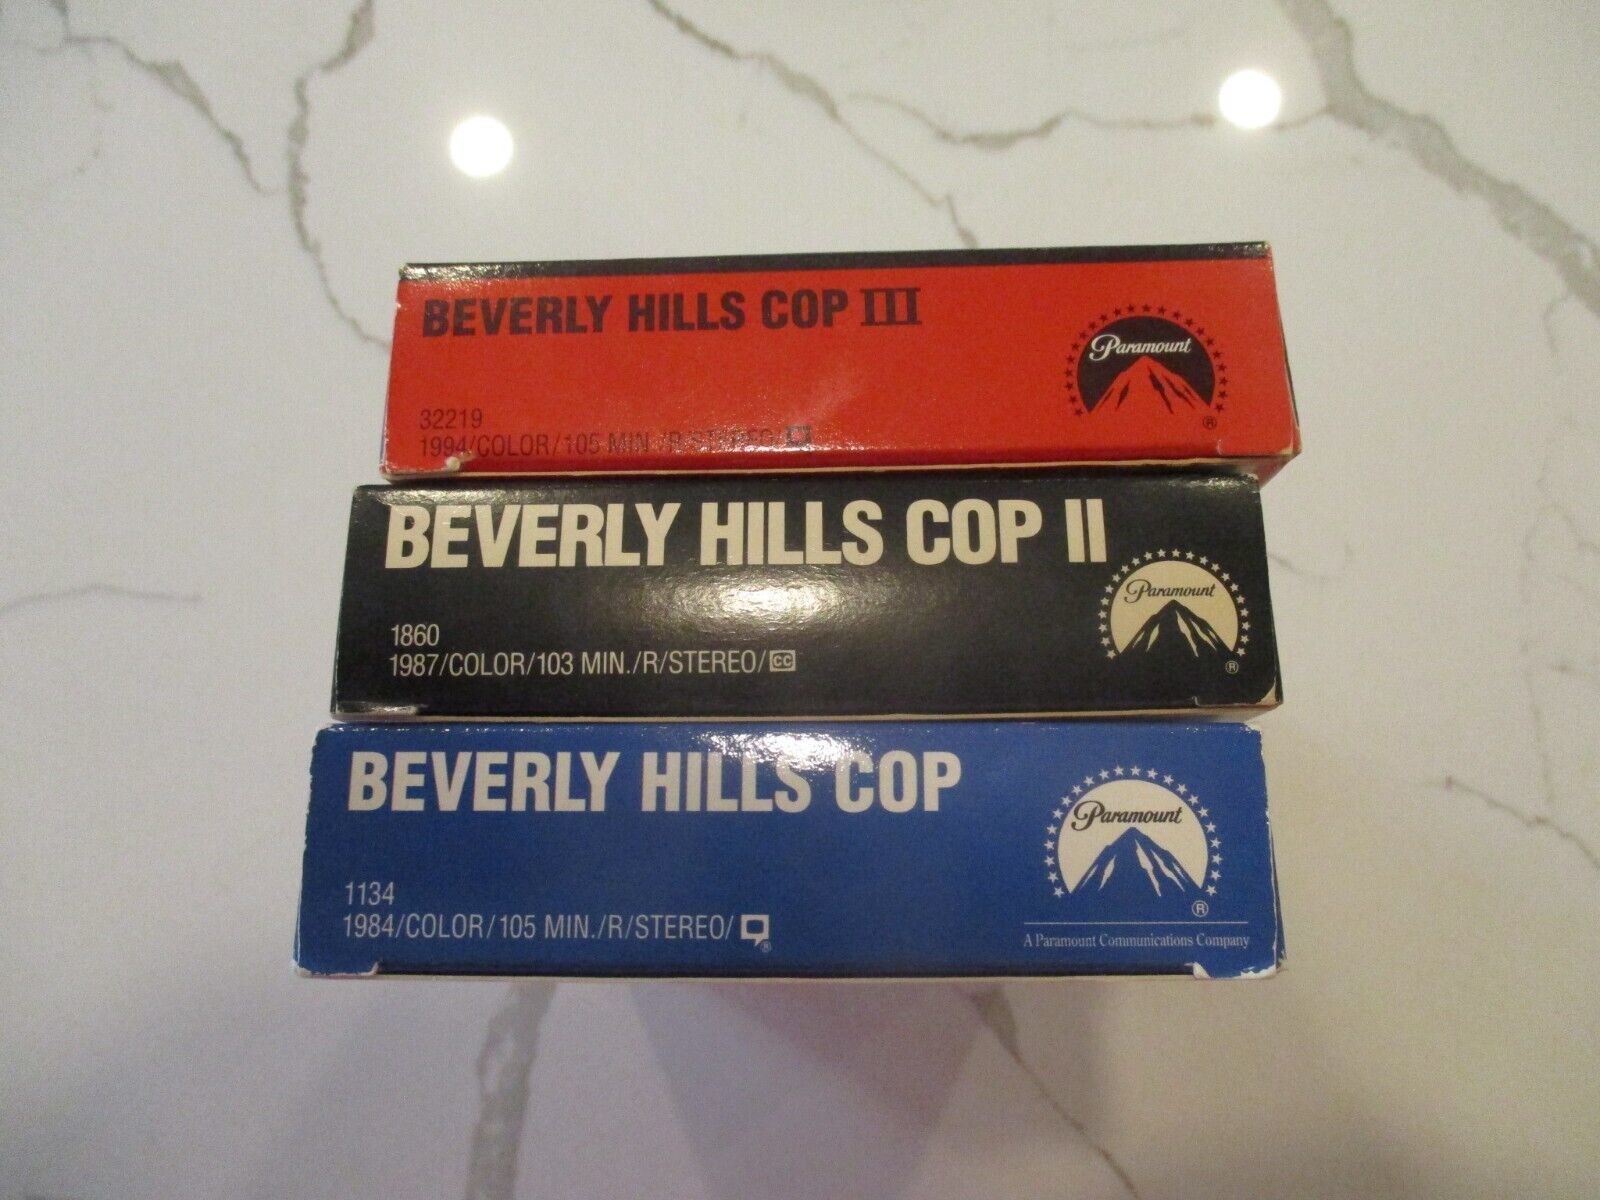 BEVERLY HILLS COP III
Paramount
®
32219
1994/COLOR/105 MIN./R/STEREO/
BEVERLY HILLS COP II
Paramount
®
1860
1987/COLOR/103 MIN./R/STEREO/CC
BEVERLY HILLS COP
Paramount
®
1134
1984/COLOR/105 MIN./R/STEREO/
®
A Paramount Communications Company